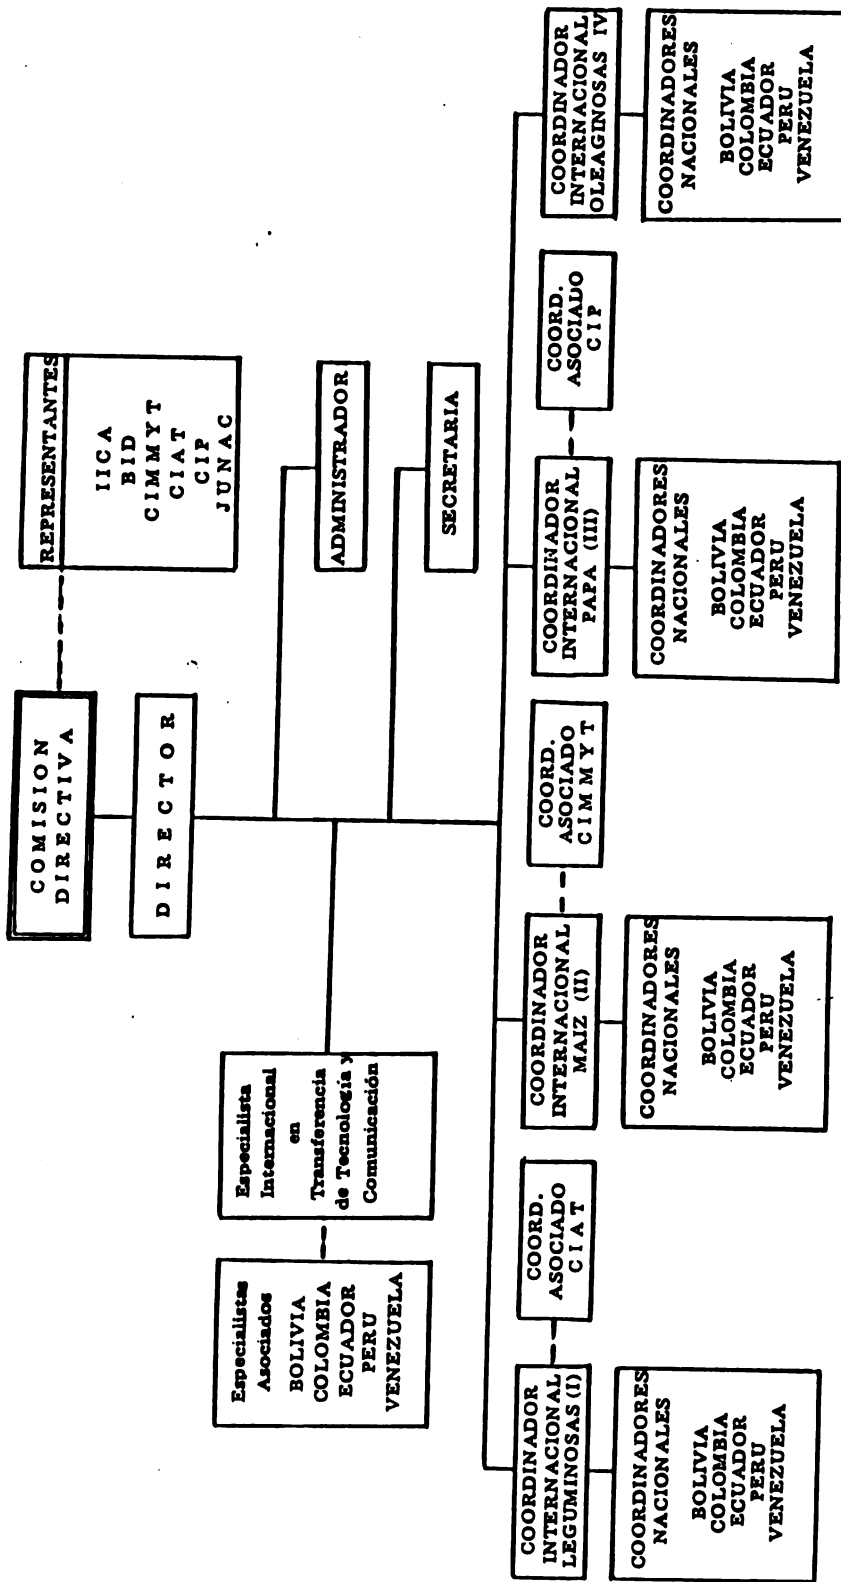 COMISION
DIRECTIVA
REPRESENTANTES
IICA
BID
CIMMYT
CIAT
CIP
JUNAC
DIRECTOR
ADMINISTRADOR
SECRETARIA
Especialistas
Asociados
BOLIVIA
COLOMBIA
ECUADOR
PERU
VENEZUELA
Especialista
Internacional
en
Transferencia
de Tecnología y
Comunicación
COORDINADOR
INTERNACIONAL
LEGUMINOSAS (I)
COORD.
ASOCIADO
CIAT
COORDINADORES
NACIONALES
BOLIVIA
COLOMBIA
ECUADOR
PERU
VENEZUELA
COORDINADOR
INTERNACIONAL
MAIZ (II)
COORD.
ASOCIADO
CIMMYT
COORDINADORES
NACIONALES
BOLIVIA
COLOMBIA
ECUADOR
PERU
VENEZUELA
COORDINADOR
INTERNACIONAL
PAPA (III)
COORD.
ASOCIADO
CIP
COORDINADORES
NACIONALES
BOLIVIA
COLOMBIA
ECUADOR
PERU
VENEZUELA
COORDINADOR
INTERNACIONAL
OLEAGINOSAS IV
COORDINADORES
NACIONALES
BOLIVIA
COLOMBIA
ECUADOR
PERU
VENEZUELA